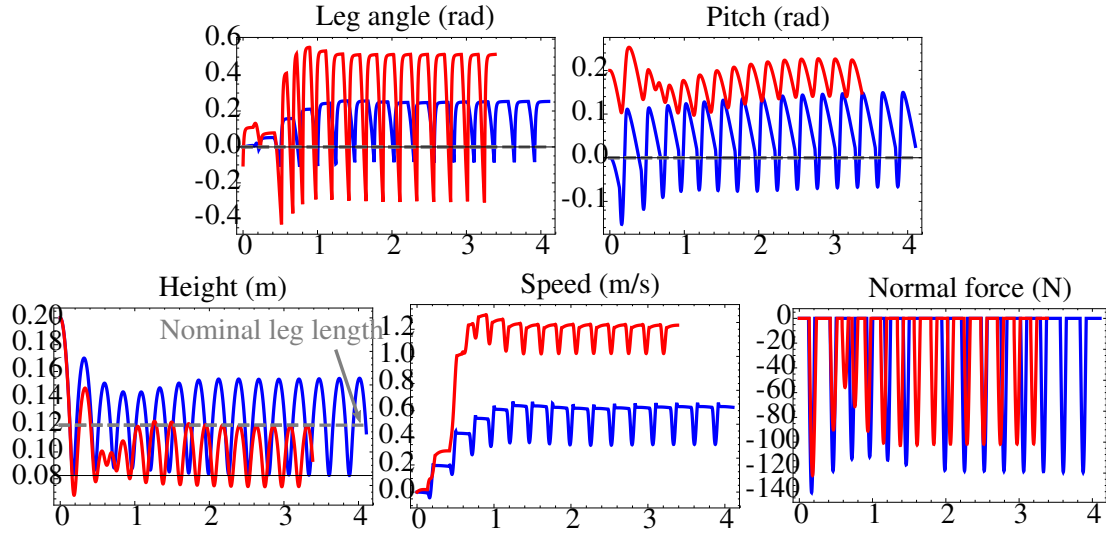 Leg angle (rad)
0.6
0.4
0.2
0.0
-0.2
-0.4
0 1 2 3 4
Pitch (rad)
0.2
0.1
0.0
-0.1
0 1 2 3 4
Height (m)
0.20
0.18
0.16
0.14
0.12
0.10
0.08
Nominal leg length
0 1 2 3 4
Speed (m/s)
1.2
1.0
0.8
0.6
0.4
0.2
0.0
0 1 2 3 4
Normal force (N)
0
-20
-40
-60
-80
-100
-120
-140
0 1 2 3 4